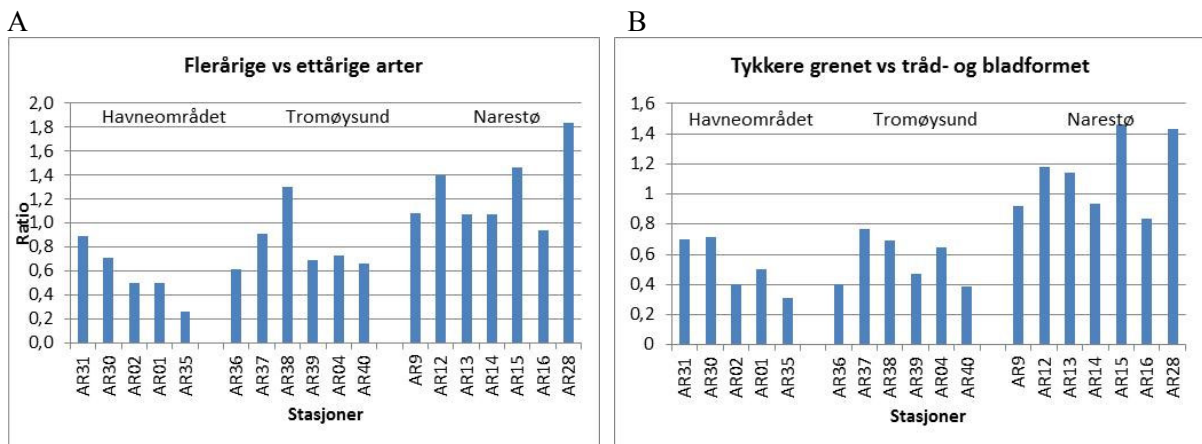 A
Flerårige vs ettårige arter
2,0
1,8
1,6
1,4
1,2
1,0
0,8
0,6
0,4
0,2
0,0
Ratio
Havneområdet Tromøysund Narestø
AR31 AR30 AR02 AR01 AR35 AR36 AR37 AR38 AR39 AR04 AR40 AR9 AR12 AR13 AR14 AR15 AR16 AR28
Stasjoner
B
Tykkere grenet vs tråd- og bladformet
1,6
1,4
1,2
1
0,8
0,6
0,4
0,2
0
Havneområdet Tromøysund Narestø
AR31 AR30 AR02 AR01 AR35 AR36 AR37 AR38 AR39 AR04 AR40 AR9 AR12 AR13 AR14 AR15 AR16 AR28
Stasjoner